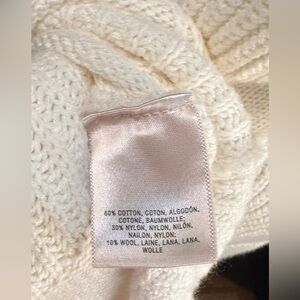 60% COTTON, COTON, ALGODÓN,
COTONE, BAUMWOLLE;
30% NYLON, NYLON, NILÓN,
NAILON, NYLON;
10% WOOL, LAINE, LANA, LANA,
WOLLE